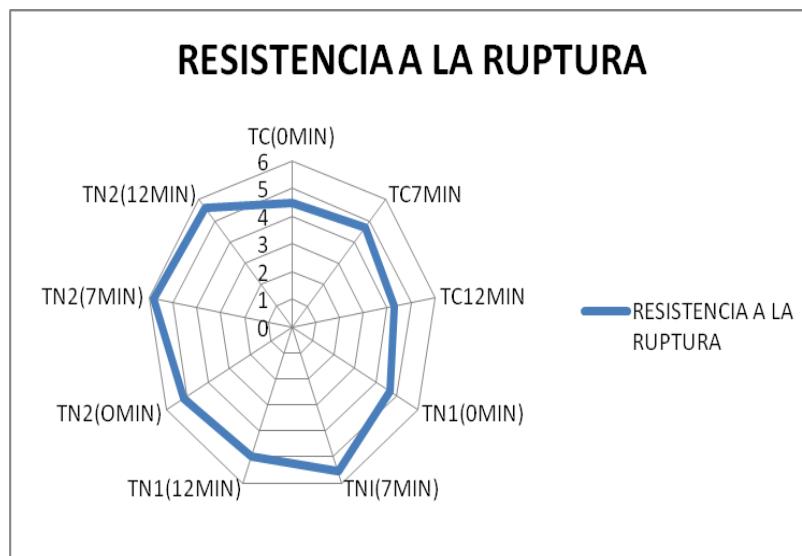 RESISTENCIA A LA RUPTURA
TC(0MIN)
6
5
4
3
2
1
0
TC7MIN
TC12MIN
TN1(0MIN)
TNI(7MIN)
TN1(12MIN)
TN2(OMIN)
TN2(7MIN)
TN2(12MIN)
RESISTENCIA A LA
RUPTURA